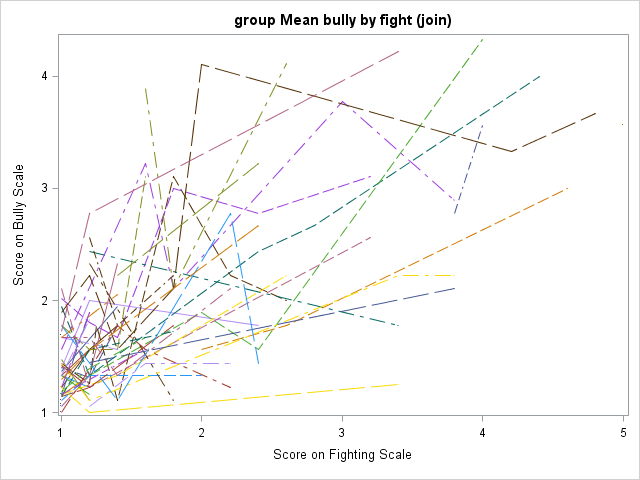 group Mean bully by fight (join)
4
3
2
1
Score on Bully Scale
1 2 3 4 5
Score on Fighting Scale